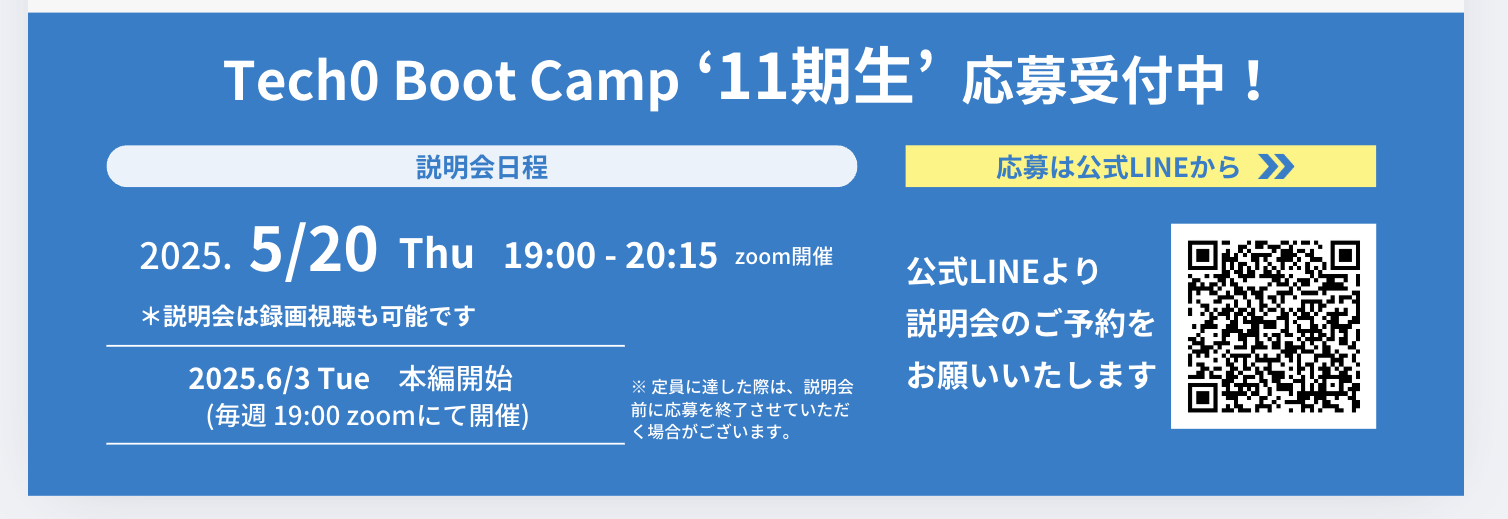 Tech0 Boot Camp ‘11期生’ 応募受付中！
説明会日程
2025. 5/20 Thu 19:00 - 20:15 zoom開催
＊説明会は録画視聴も可能です
2025.6/3 Tue 本編開始
(毎週 19:00 zoomにて開催)
※ 定員に達した際は、説明会
前に応募を終了させていただ
く場合がございます。
応募は公式LINEから
公式LINEより
説明会のご予約を
お願いいたします